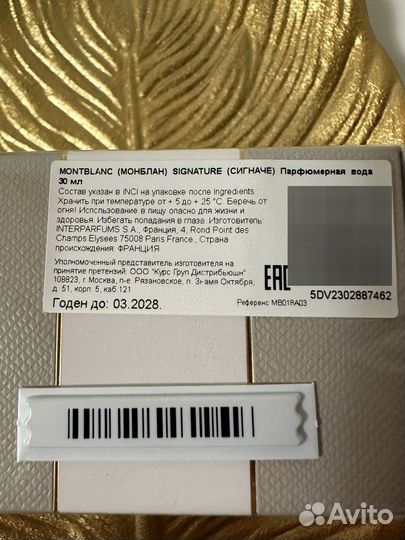 MONTBLANC (МОНБЛАН) SIGNATURE (СИГНАЧЕ) Парфюмерная вода
30 мл
Состав указан в INCI на упаковке после Ingredients.
Хранить при температуре от + 5 до + 25 °C. Беречь от
огня! Использование в пищу опасно для жизни и
здоровья. Избегать попадания в глаза. Изготовитель:
INTERPARFUMS S.A., Франция, 4, Rond Point des
Champs Elysees 75008 Paris France., Страна
происхождения: ФРАНЦИЯ
Уполномоченный представитель изготовителя на
принятие претензий: ООО "Курс Груп Дистрибьюшн"
108823, г Москва, п-е. Рязановское, п. Знамя Октября,
д. 51, корп. 5, каб.121
Годен до: 03.2028.
EAC
5DV2302887462
Референс MB018A03
Avito